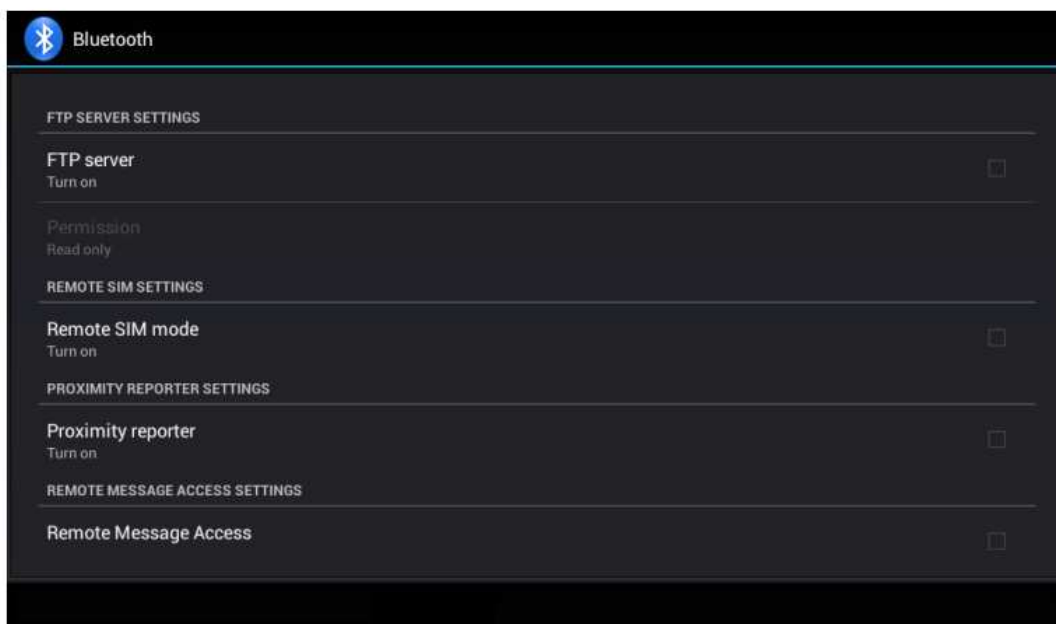 Bluetooth
FTP SERVER SETTINGS
FTP server
Turn on
Permission
Read only
REMOTE SIM SETTINGS
Remote SIM mode
Turn on
PROXIMITY REPORTER SETTINGS
Proximity reporter
Turn on
REMOTE MESSAGE ACCESS SETTINGS
Remote Message Access